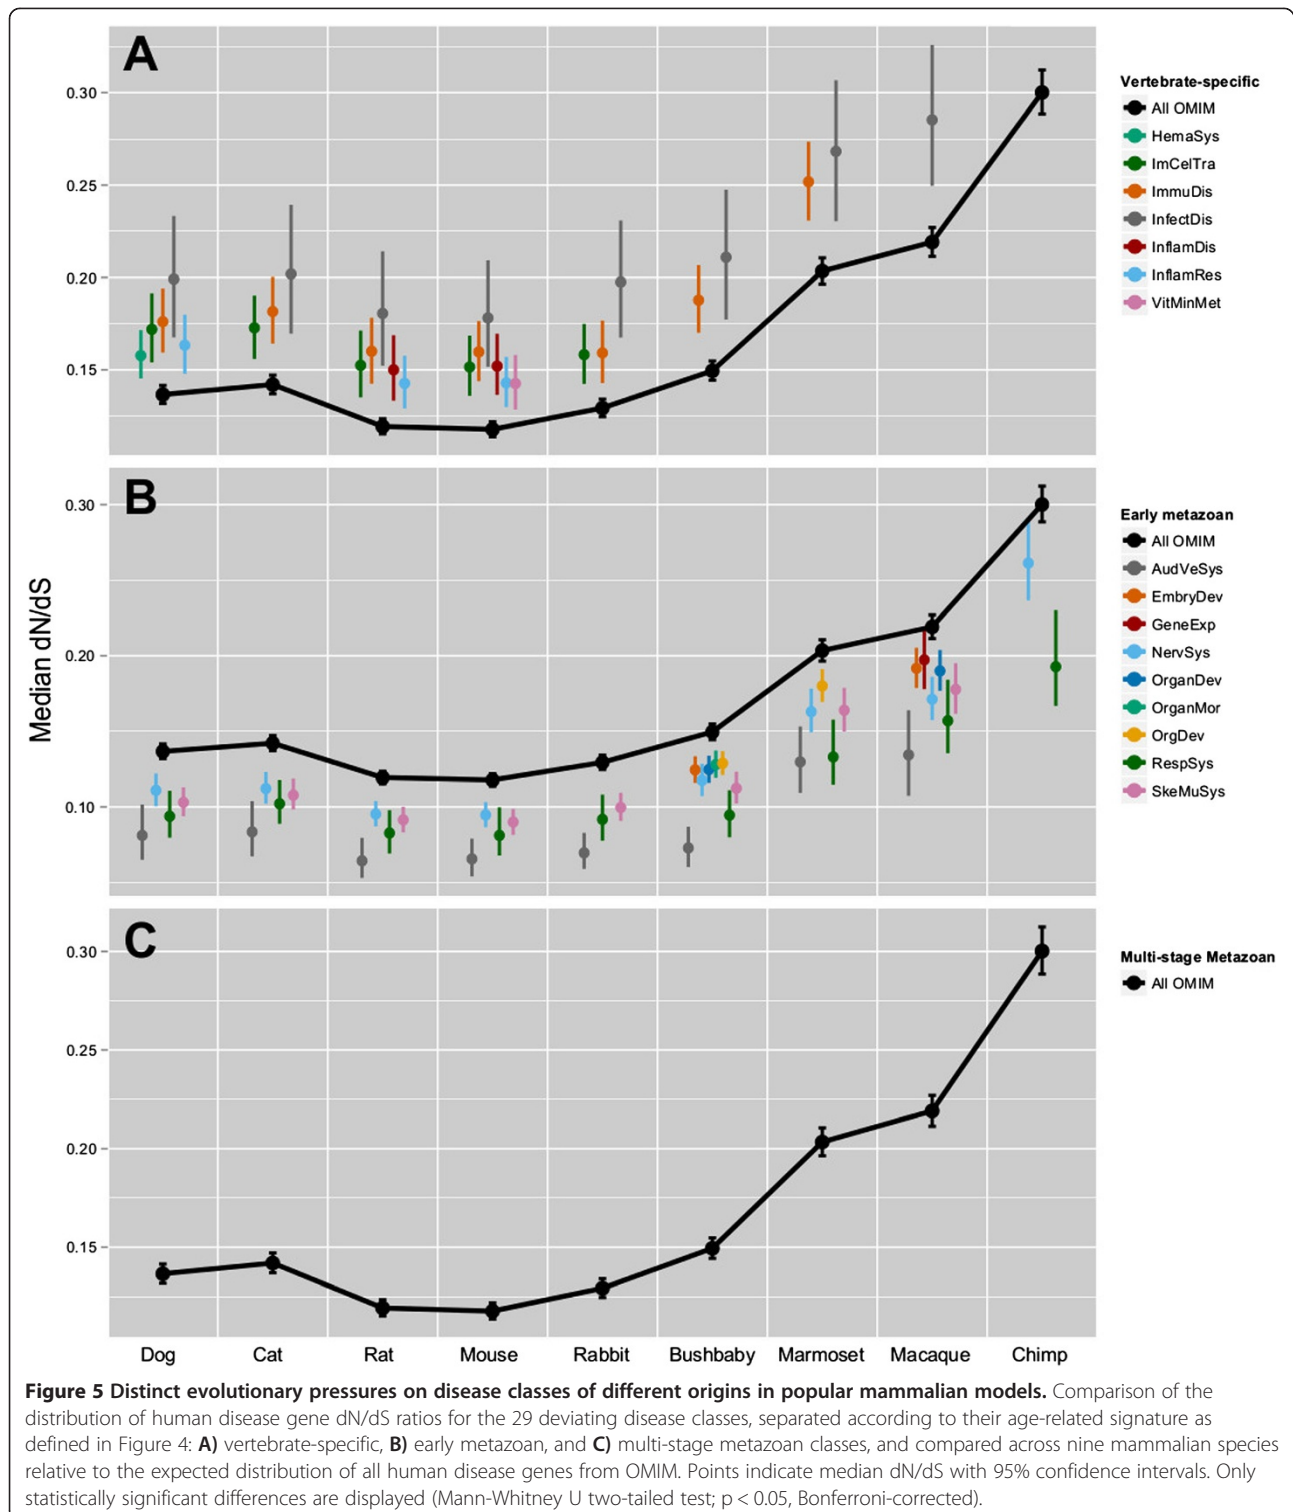 A
0.30
0.25
0.20
0.15
Vertebrate-specific
All OMIM
HemaSys
ImCelTra
ImmuDis
InfectDis
InflamDis
InflamRes
VitMinMet
B
0.30
0.20
0.10
Median dN/dS
Early metazoan
All OMIM
AudVeSys
EmbryDev
GeneExp
NervSys
OrganDev
OrganMor
OrgDev
RespSys
SkeMuSys
C
0.30
0.25
0.20
0.15
Multi-stage Metazoan
All OMIM
Dog Cat Rat Mouse Rabbit Bushbaby Marmoset Macaque Chimp
Figure 5 Distinct evolutionary pressures on disease classes of different origins in popular mammalian models. Comparison of the
distribution of human disease gene dN/dS ratios for the 29 deviating disease classes, separated according to their age-related signature as
defined in Figure 4: A) vertebrate-specific, B) early metazoan, and C) multi-stage metazoan classes, and compared across nine mammalian species
relative to the expected distribution of all human disease genes from OMIM. Points indicate median dN/dS with 95% confidence intervals. Only
statistically significant differences are displayed (Mann-Whitney U two-tailed test; p < 0.05, Bonferroni-corrected).